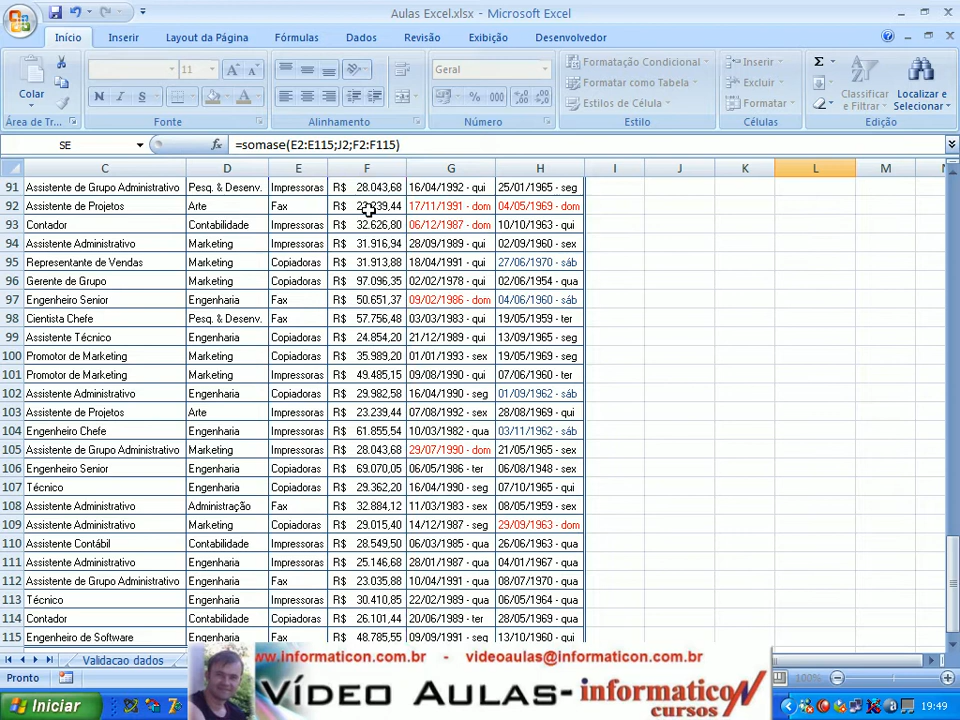 Aulas Excel.xlsx - Microsoft Excel
Início Inserir Layout da Página Fórmulas Dados Revisão Exibição Desenvolvedor
Colar
Área de Tr...
11
N I S
Fonte
Alinhamento
Geral
% 000
Número
Formatação Condicional
Formatar como Tabela
Estilos de Célula
Estilo
Inserir
Excluir
Formatar
Células
Σ
Classificar e Filtrar
Localizar e Selecionar
Edição
SE fx =somase(E2:E115;J2;F2:F115)
C D E F G H I J K L M N
91 Assistente de Grupo Administrativo Pesq. & Desenv. Impressoras R$ 28.043,68 16/04/1992 - qui 25/01/1965 - seg
92 Assistente de Projetos Arte Fax R$ 17/11/1991 - dom 04/05/1969 - dom
93 Contador Contabilidade Impressoras R$ 32.626,80 06/12/1987 - dom 10/10/1963 - qui
94 Assistente Administrativo Marketing Impressoras R$ 31.916,94 28/09/1989 - qui 02/09/1960 - sex
95 Representante de Vendas Marketing Copiadoras R$ 31.913,88 18/04/1991 - qui 27/06/1970 - sáb
96 Gerente de Grupo Marketing Copiadoras R$ 97.096,35 02/02/1978 - qui 02/06/1954 - qua
97 Engenheiro Senior Engenharia Fax R$ 50.651,37 09/02/1986 - dom 04/06/1960 - sáb
98 Cientista Chefe Pesq. & Desenv. Fax R$ 57.756,48 03/03/1983 - qui 19/05/1959 - ter
99 Assistente Técnico Engenharia Copiadoras R$ 24.854,20 21/12/1989 - qui 13/09/1965 - seg
100 Promotor de Marketing Marketing Copiadoras R$ 35.989,20 01/01/1993 - sex 19/05/1969 - seg
101 Promotor de Marketing Marketing Impressoras R$ 49.485,15 09/08/1990 - qui 07/06/1960 - ter
102 Assistente Administrativo Engenharia Copiadoras R$ 29.982,58 16/04/1990 - seg 01/09/1962 - sáb
103 Assistente de Projetos Arte Impressoras R$ 23.239,44 07/08/1992 - sex 28/08/1969 - qui
104 Engenheiro Chefe Engenharia Impressoras R$ 61.855,54 10/03/1982 - qua 03/11/1962 - sáb
105 Assistente de Grupo Administrativo Marketing Impressoras R$ 28.043,68 29/07/1990 - dom 21/05/1965 - sex
106 Engenheiro Senior Engenharia Copiadoras R$ 69.070,05 06/05/1986 - ter 06/08/1948 - sex
107 Técnico Engenharia Copiadoras R$ 29.362,20 16/04/1990 - seg 07/10/1965 - qui
108 Assistente Administrativo Administração Fax R$ 32.884,12 11/03/1983 - sex 08/05/1959 - sex
109 Assistente Administrativo Marketing Copiadoras R$ 29.015,40 14/12/1987 - seg 29/09/1963 - dom
110 Assistente Contábil Contabilidade Impressoras R$ 28.549,50 06/03/1985 - qua 26/06/1963 - qua
111 Assistente Administrativo Engenharia Impressoras R$ 25.146,68 28/01/1987 - qua 04/01/1967 - qua
112 Assistente de Grupo Administrativo Engenharia Fax R$ 23.035,88 10/04/1991 - qua 08/07/1970 - qua
113 Técnico Engenharia Impressoras R$ 30.410,85 22/02/1989 - qua 06/05/1964 - qua
114 Contador Contabilidade Copiadoras R$ 26.101,44 20/06/1989 - ter 28/05/1969 - qua
115 Engenheiro de Software Engenharia Fax R$ 48.785,55 09/09/1991 - seg 13/10/1960 - qui
Validacao dados
Pronto
100%
ww.informaticon.com.br - videoaulas@informaticon.com.br
VÍDEO AULAS- informaticoN
cursos
Iniciar
19:49